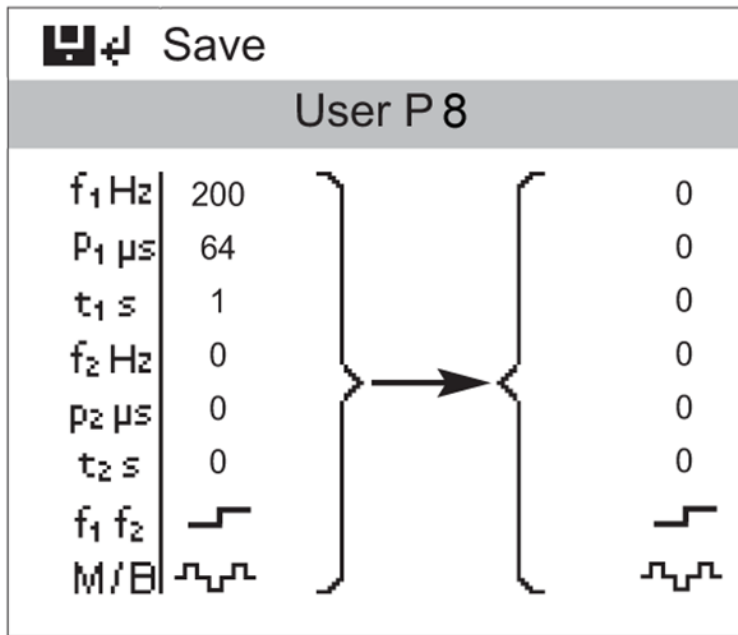 Save
User P 8
f₁ Hz 200 0
P₁ µs 64 0
t₁ s 1 0
f₂ Hz 0 0
p₂ µs 0 0
t₂ s 0 0
f₁ f₂
M/B